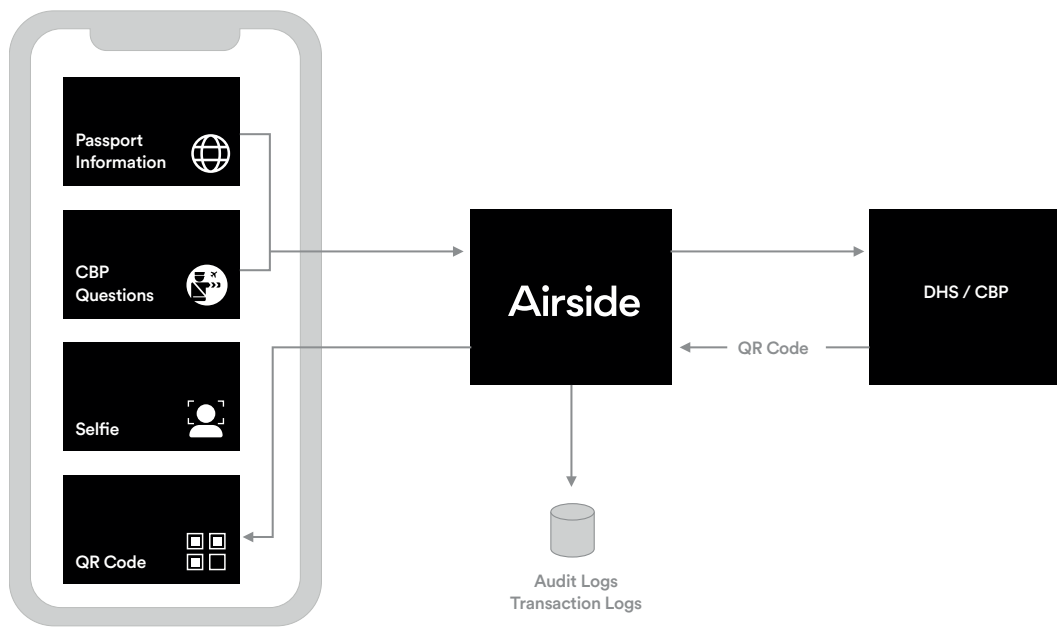 Passport
Information
CBP
Questions
Selfie
QR Code
Airside
DHS / CBP
QR Code
Audit Logs
Transaction Logs